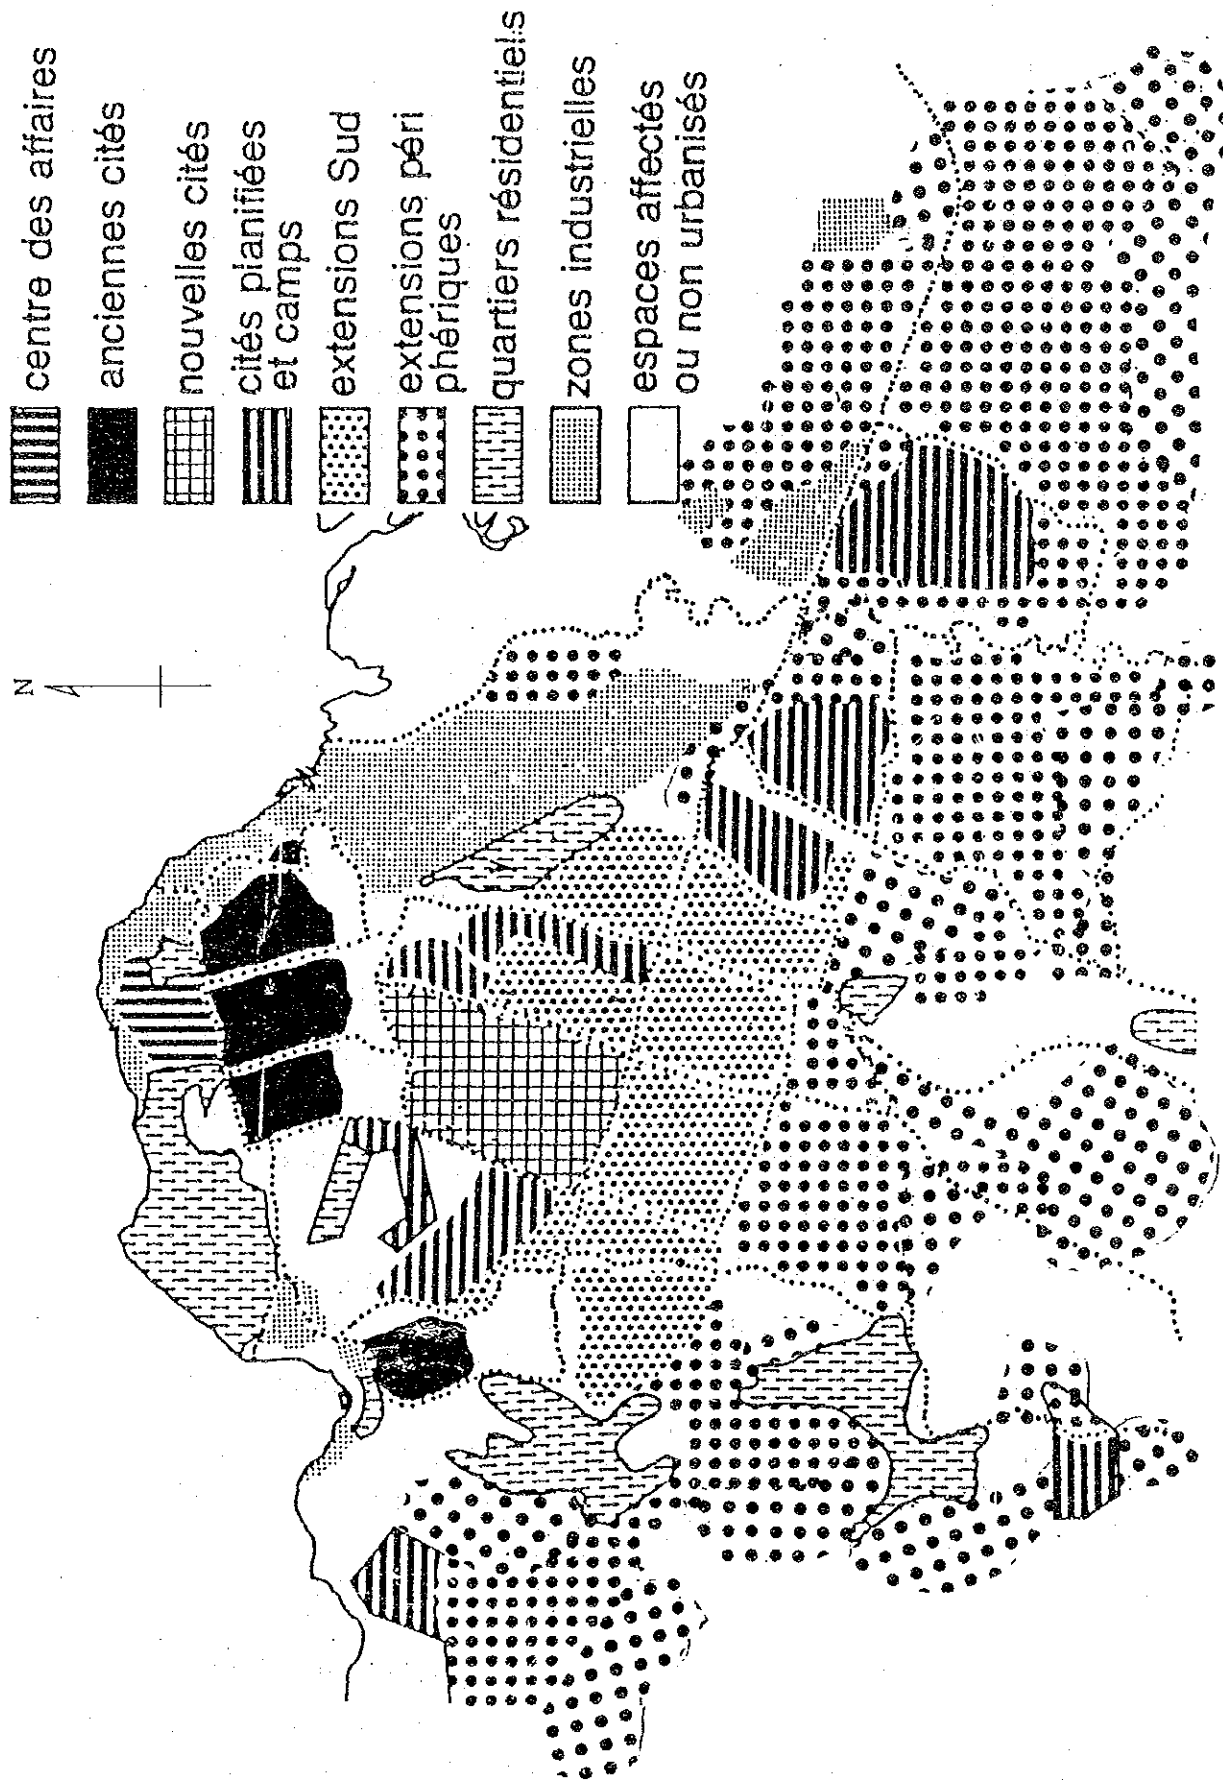 centre des affaires
anciennes cités
nouvelles cités
cités planifiées
et camps
extensions Sud
extensions péri
phériques
quartiers résidentiels
zones industrielles
espaces affectés
ou non urbanisés
N